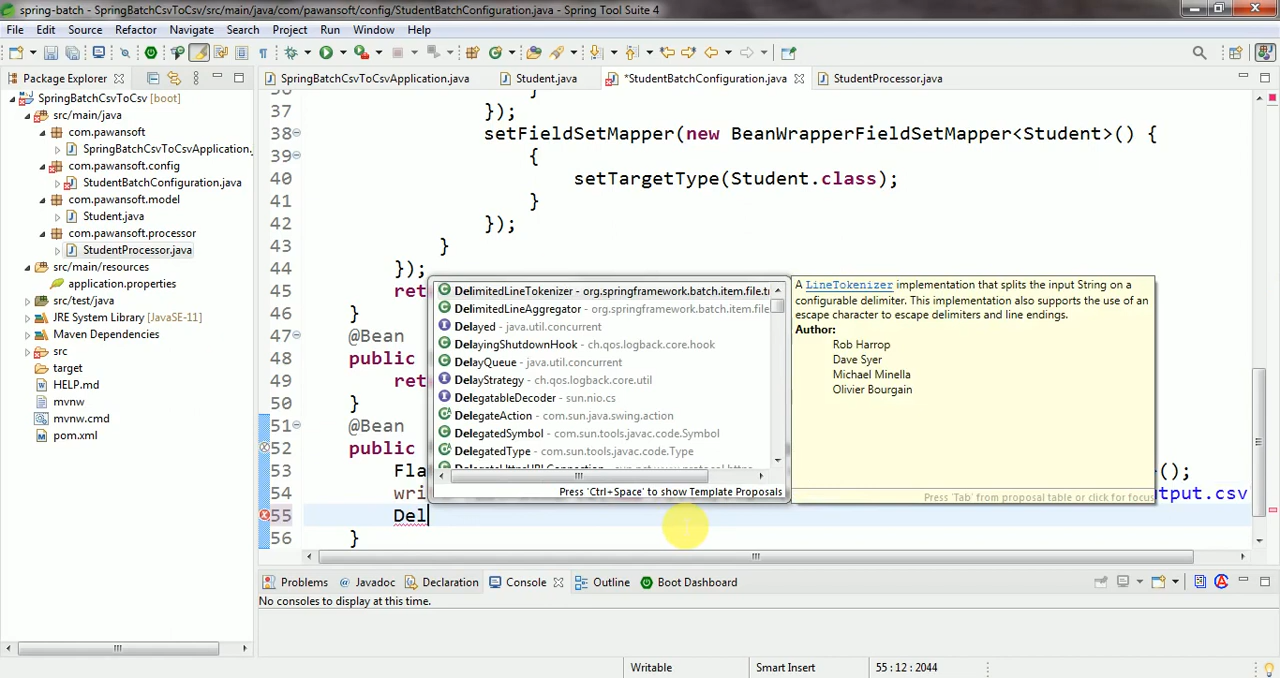 spring-batch - SpringBatchCsvToCsv/src/main/java/com/pawansoft/config/StudentBatchConfiguration.java - Spring Tool Suite 4
File Edit Source Refactor Navigate Search Project Run Window Help
Package Explorer
SpringBatchCsvToCsvApplication.java
Student.java
*StudentBatchConfiguration.java
StudentProcessor.java
SpringBatchCsvToCsv [boot]
src/main/java
com.pawansoft
SpringBatchCsvToCsvApplication.
com.pawansoft.config
StudentBatchConfiguration.java
com.pawansoft.model
Student.java
com.pawansoft.processor
StudentProcessor.java
src/main/resources
application.properties
src/test/java
JRE System Library [JavaSE-11]
Maven Dependencies
src
target
HELP.md
mvnw
mvnw.cmd
pom.xml
36 }
37 });
38 setFieldSetMapper(new BeanWrapperFieldSetMapper<Student>() {
39 {
40 setTargetType(Student.class);
41 }
42 });
43 }
44 });
45 ret
46 }
47 @Bean
48 public
49 ret
50 }
51 @Bean
52 public
53 Fla ();
54 wri utput.csv
55 Del
56 }
DelimitedLineTokenizer - org.springframework.batch.item.file.tr
DelimitedLineAggregator - org.springframework.batch.item.file
Delayed - java.util.concurrent
DelayingShutdownHook - ch.qos.logback.core.hook
DelayQueue - java.util.concurrent
DelayStrategy - ch.qos.logback.core.util
DelegatableDecoder - sun.nio.cs
DelegateAction - com.sun.java.swing.action
DelegatedSymbol - com.sun.tools.javac.code.Symbol
DelegatedType - com.sun.tools.javac.code.Type
DelegateHttpsURLConnection - sun.net.www.protocol.https
Press 'Ctrl+Space' to show Template Proposals
A LineTokenizer implementation that splits the input String on a
configurable delimiter. This implementation also supports the use of an
escape character to escape delimiters and line endings.
Author:
Rob Harrop
Dave Syer
Michael Minella
Olivier Bourgain
Press 'Tab' from proposal table or click for focus
Problems @ Javadoc Declaration Console Outline Boot Dashboard
No consoles to display at this time.
Writable Smart Insert 55 : 12 : 2044